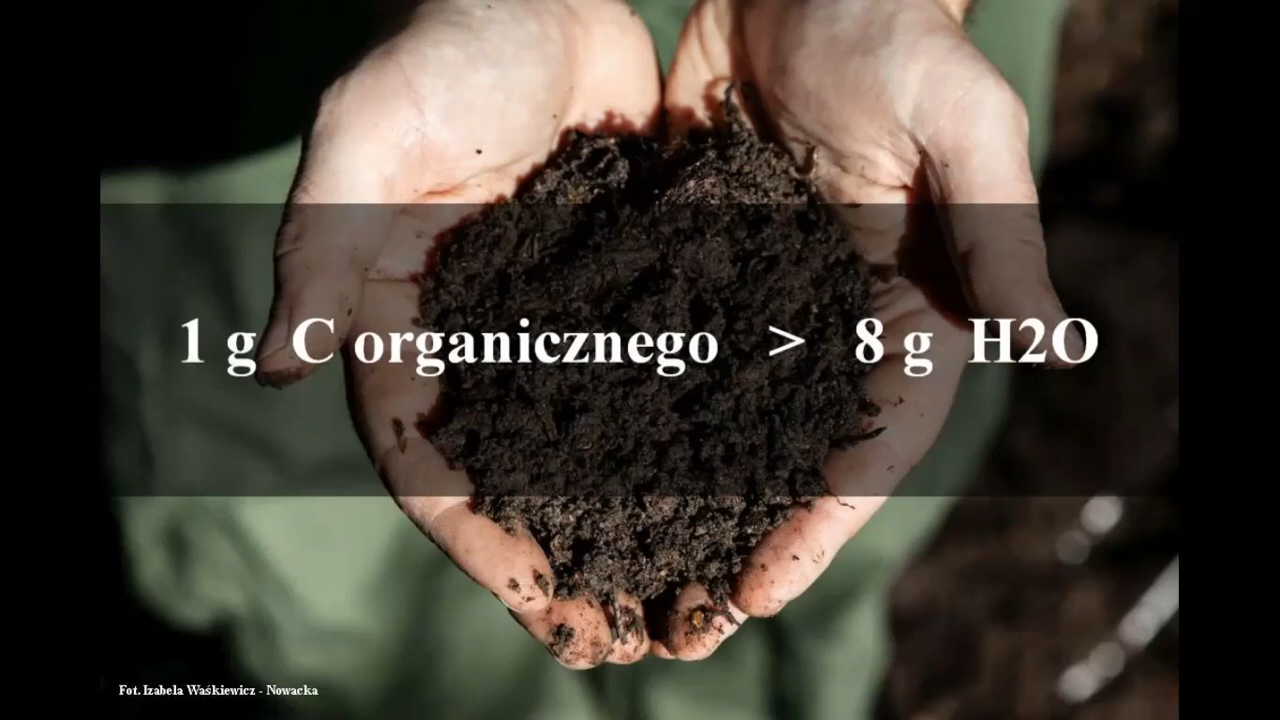 1 g C organicznego > 8 g H2O
Fot. Izabela Waśkiewicz - Nowacka